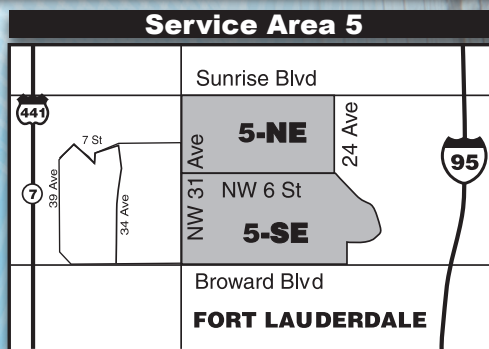 Service Area 5
Sunrise Blvd
441
7 St
5-NE
24 Ave
NW 31 Ave
95
39 Ave
7
34 Ave
NW 6 St
5-SE
Broward Blvd
FORT LAUDERDALE